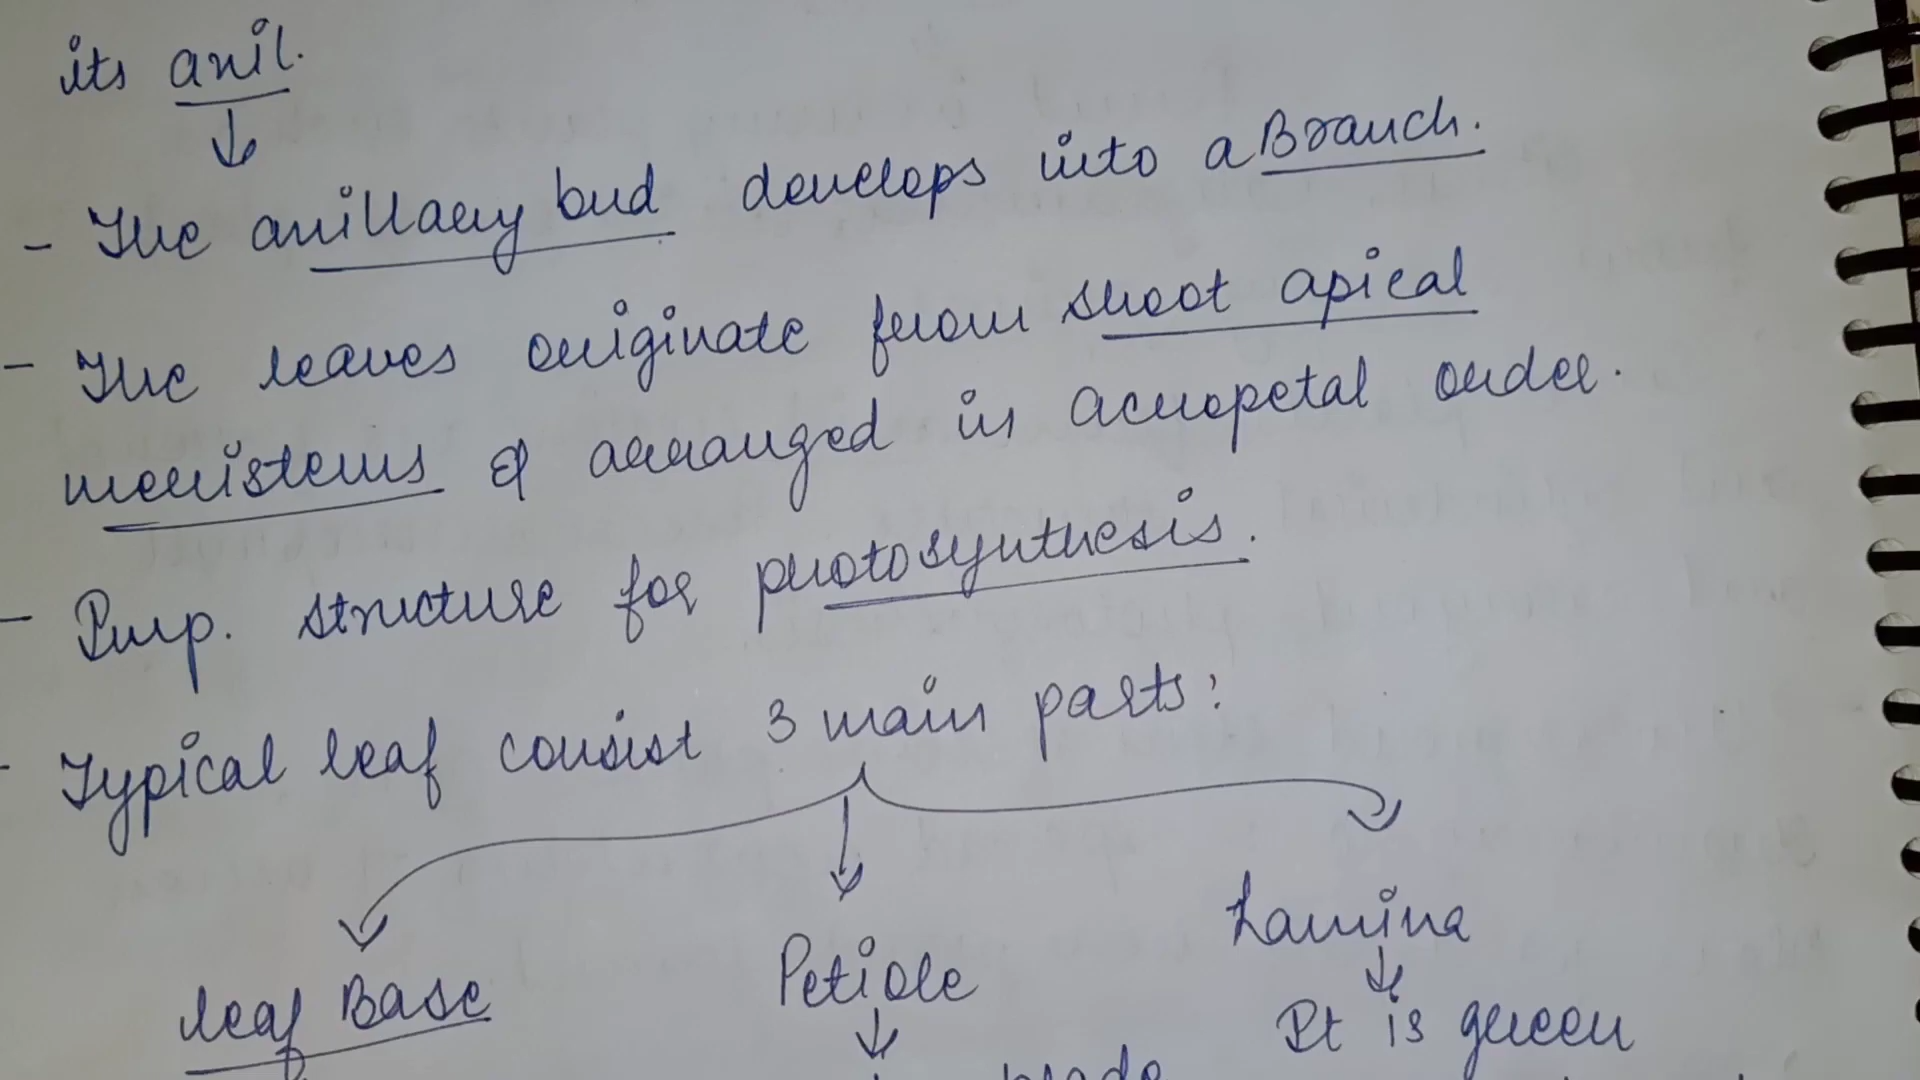 its axil.
- The axillary bud develops into a Branch.
- The leaves originate from shoot apical
meristems & arranged in acropetal order.
- Imp. structure for photosynthesis.
- Typical leaf consist 3 main parts:
leaf Base Petiole Lamina
It is green